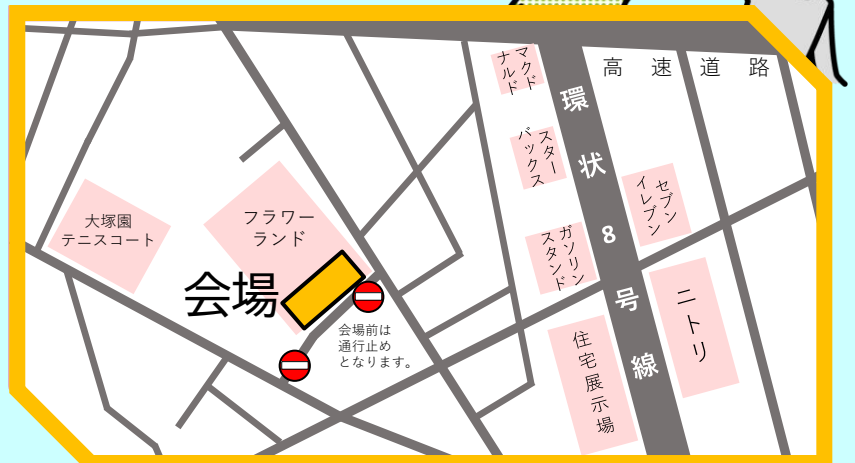 高速道路
マクド
ナルド
環状8号線
スター
バックス
セブン
イレブン
大塚園
テニスコート
フラワー
ランド
ガソリン
スタンド
会場
ニトリ
会場前は
通行止め
となります。
住宅展示場